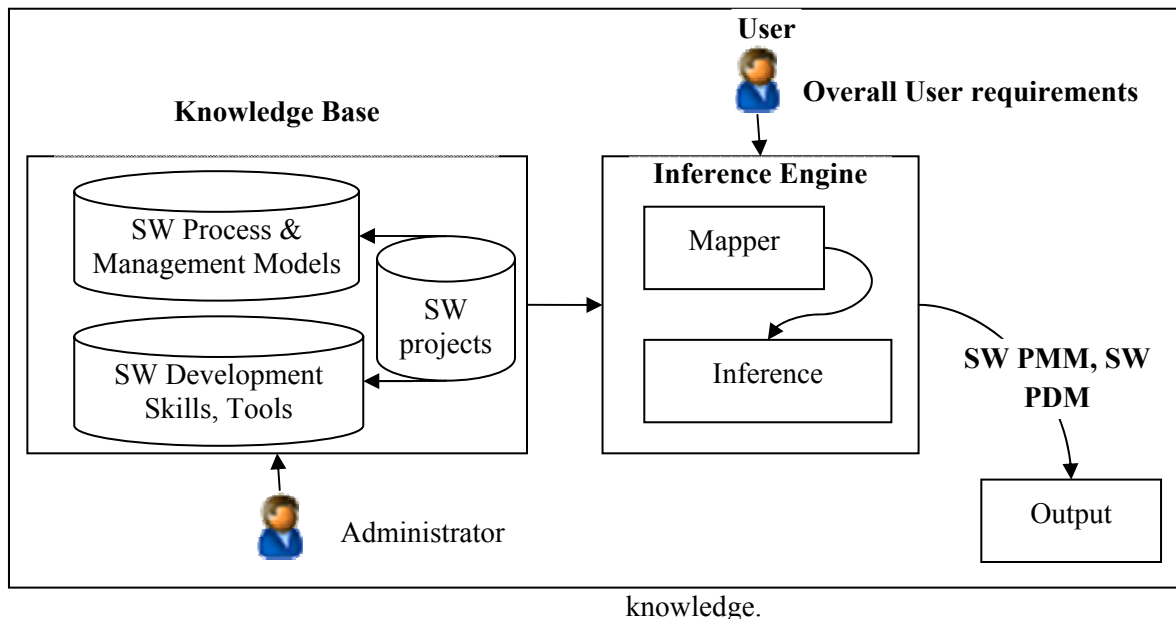 User
Overall User requirements
Knowledge Base
SW Process &
Management Models
SW
projects
SW Development
Skills, Tools
Administrator
Inference Engine
Mapper
Inference
SW PMM, SW
PDM
Output
knowledge.